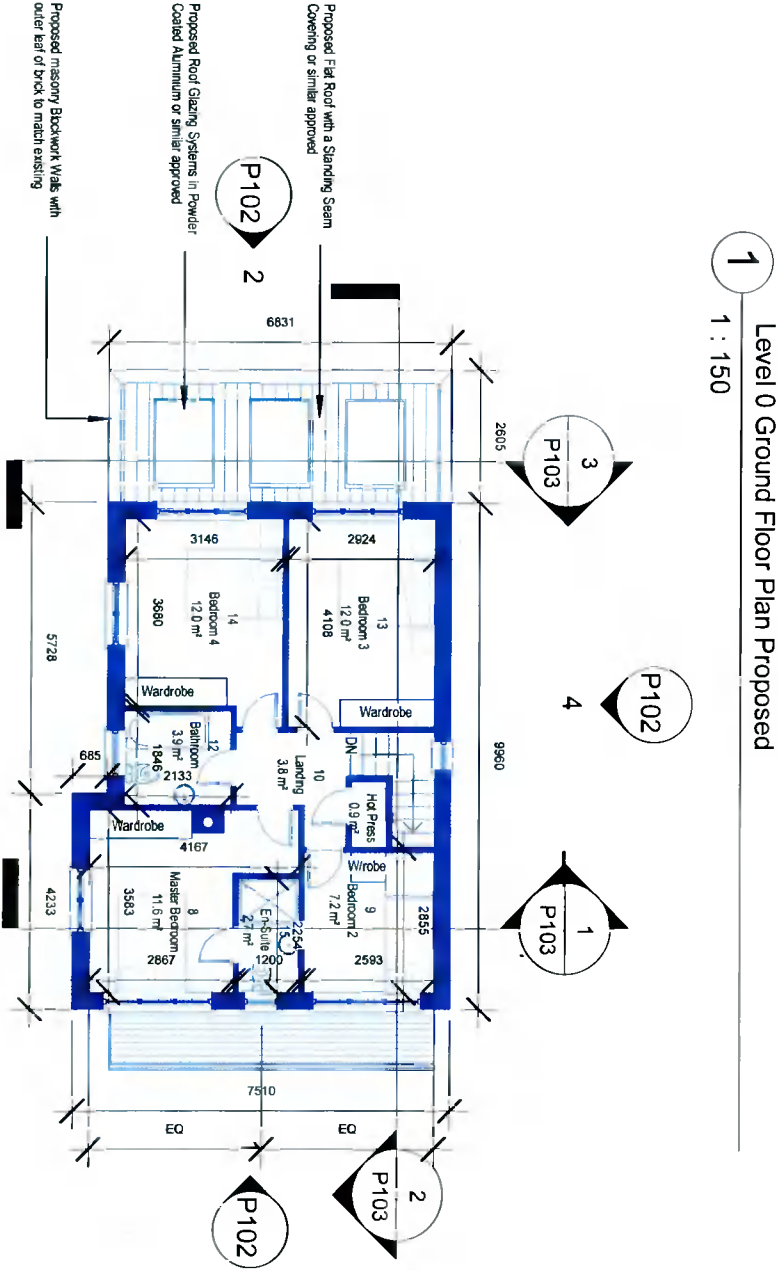 1
Level 0 Ground Floor Plan Proposed
1 : 150
Proposed Flat Roof with a Standing Seam
Covering or similar approved
Proposed Roof Glazing Systems in Powder
Coated Aluminium or similar approved
Proposed masonry Blockwork Walls with
outer leaf of brick to match existing
P102
2
3
P103
P102
4
1
P103
2
P103
P102
6831
2605
9960
5728
685
4233
7510
EQ
EQ
3146
2924
13
Bedroom 3
12.0 m²
4108
14
Bedroom 4
12.0 m²
3680
Wardrobe
Wardrobe
12
Bathroom
3.9 m²
1846
2133
10
Landing
3.8 m²
DN
Hot Press
0.9 m²
W/robe
9
Bedroom 2
7.2 m²
2855
2593
Wardrobe
4167
8
Master Bedroom
11.6 m²
3583
2867
15
En-Suite
2.7 m²
2254
1200